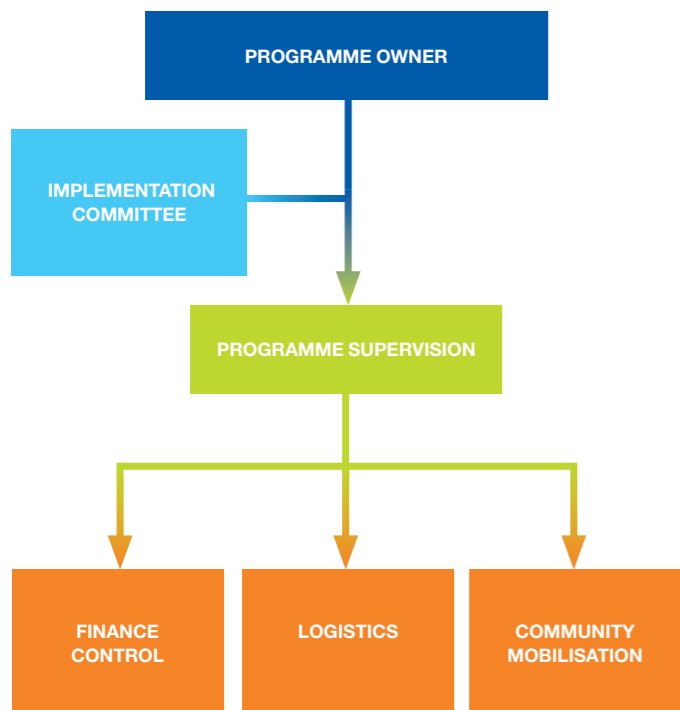 PROGRAMME OWNER
IMPLEMENTATION
COMMITTEE
PROGRAMME SUPERVISION
FINANCE
CONTROL
LOGISTICS
COMMUNITY
MOBILISATION